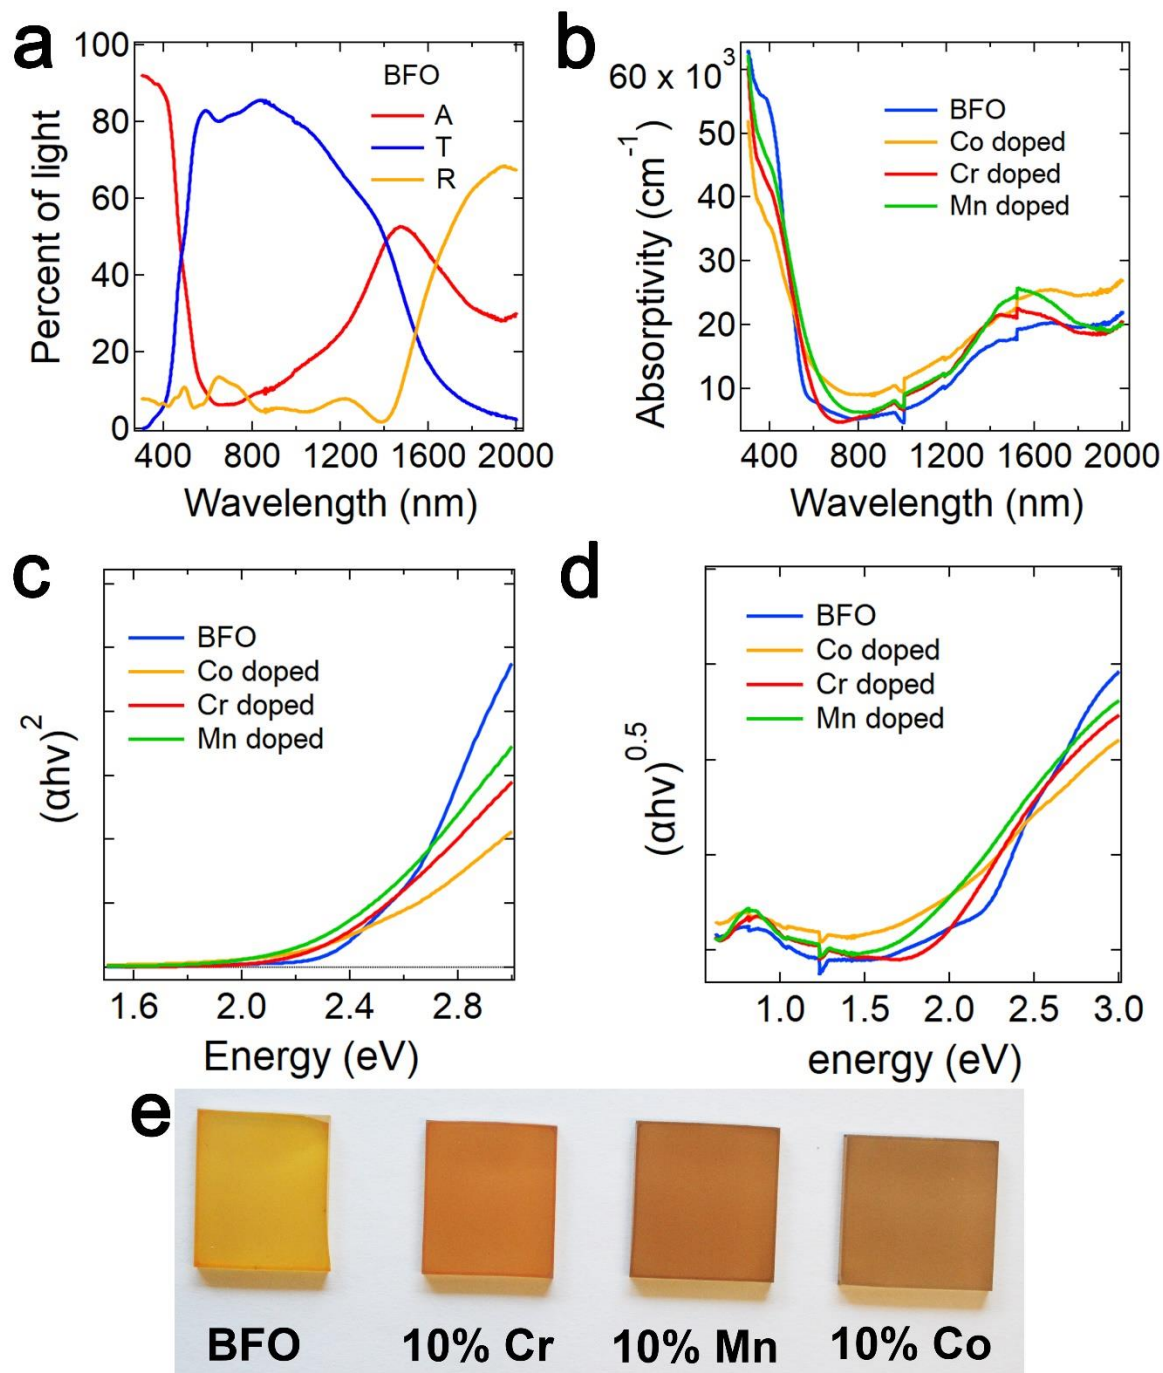 a
100
80
60
40
20
0
Percent of light
BFO
A
T
R
400
800
1200
1600
2000
Wavelength (nm)
b
60 x 10³
50
40
30
20
10
Absorptivity (cm⁻¹)
BFO
Co doped
Cr doped
Mn doped
400
800
1200
1600
2000
Wavelength (nm)
c
(αhv)²
BFO
Co doped
Cr doped
Mn doped
1.6
2.0
2.4
2.8
Energy (eV)
d
(αhv)⁰·⁵
BFO
Co doped
Cr doped
Mn doped
1.0
1.5
2.0
2.5
3.0
energy (eV)
e
BFO
10% Cr
10% Mn
10% Co